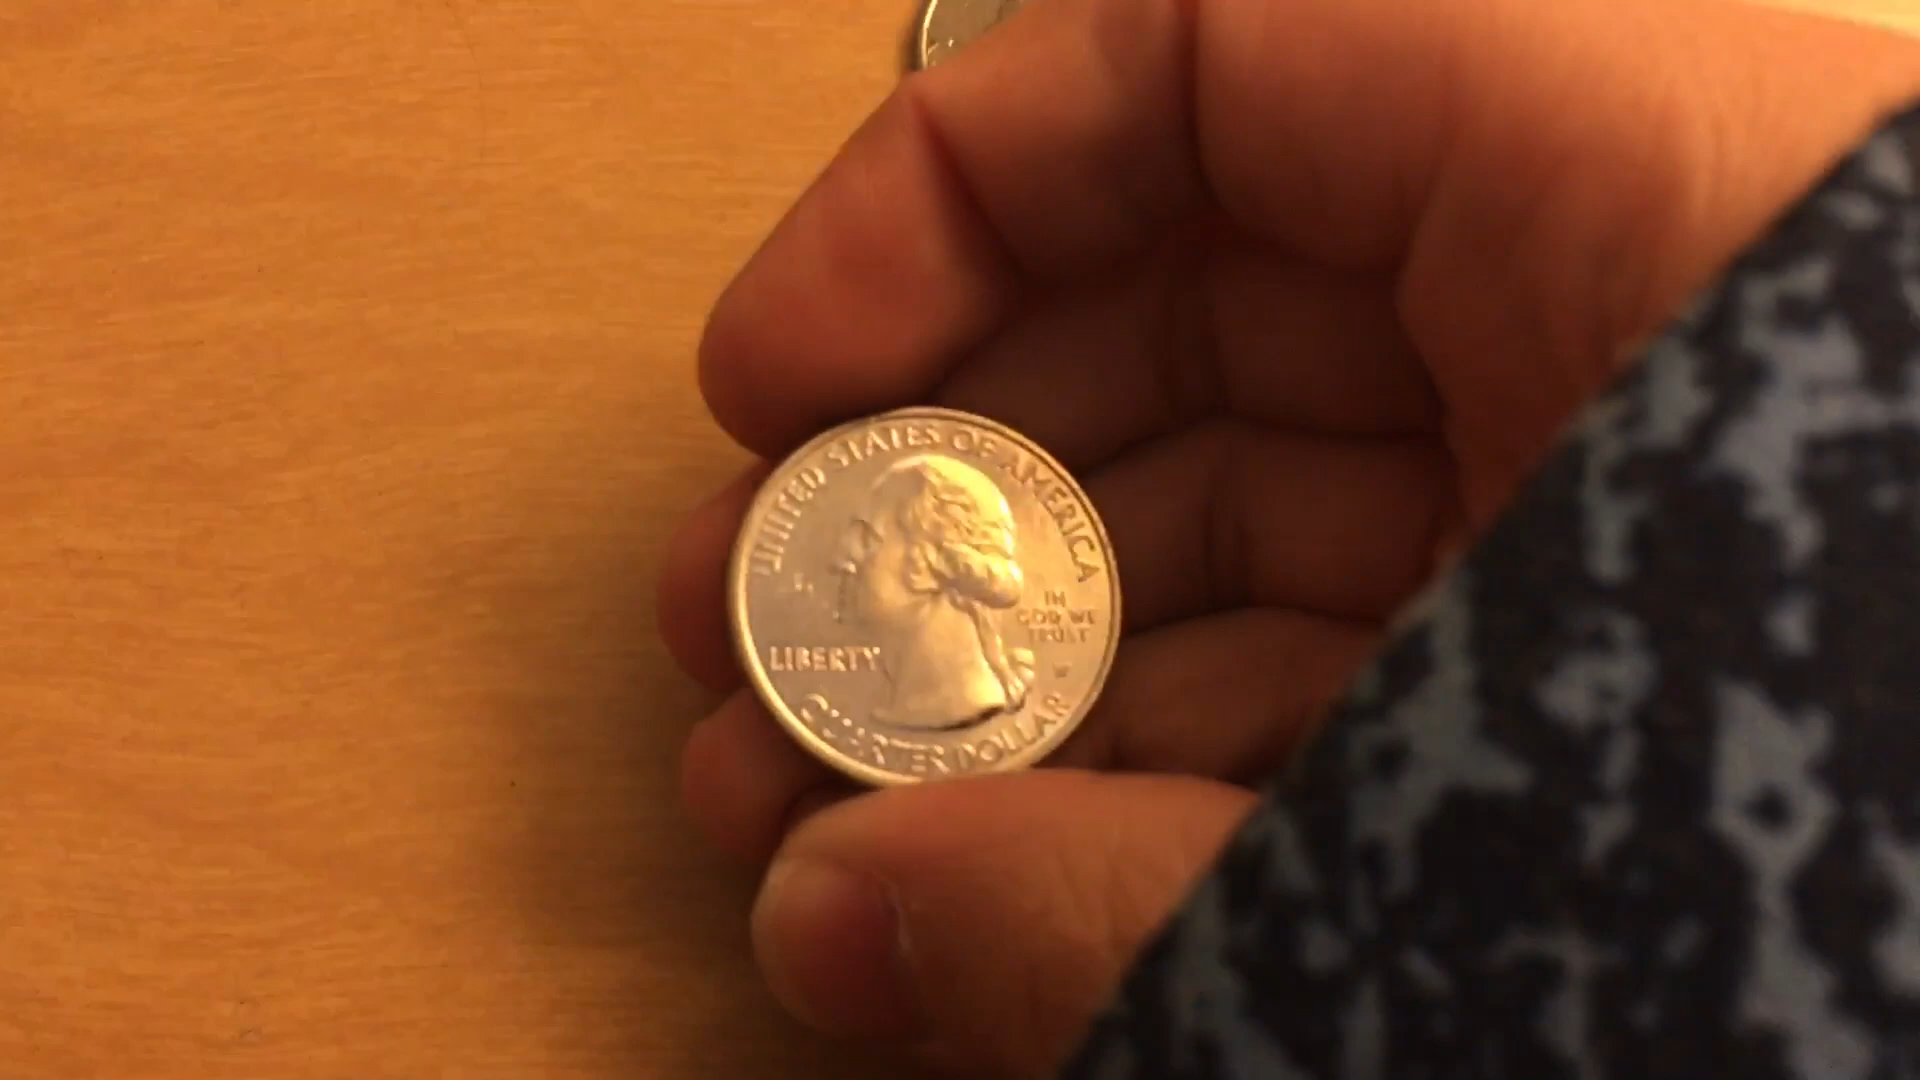 UNITED STATES OF AMERICA
IN
GOD WE
TRUST
LIBERTY
W
QUARTER DOLLAR